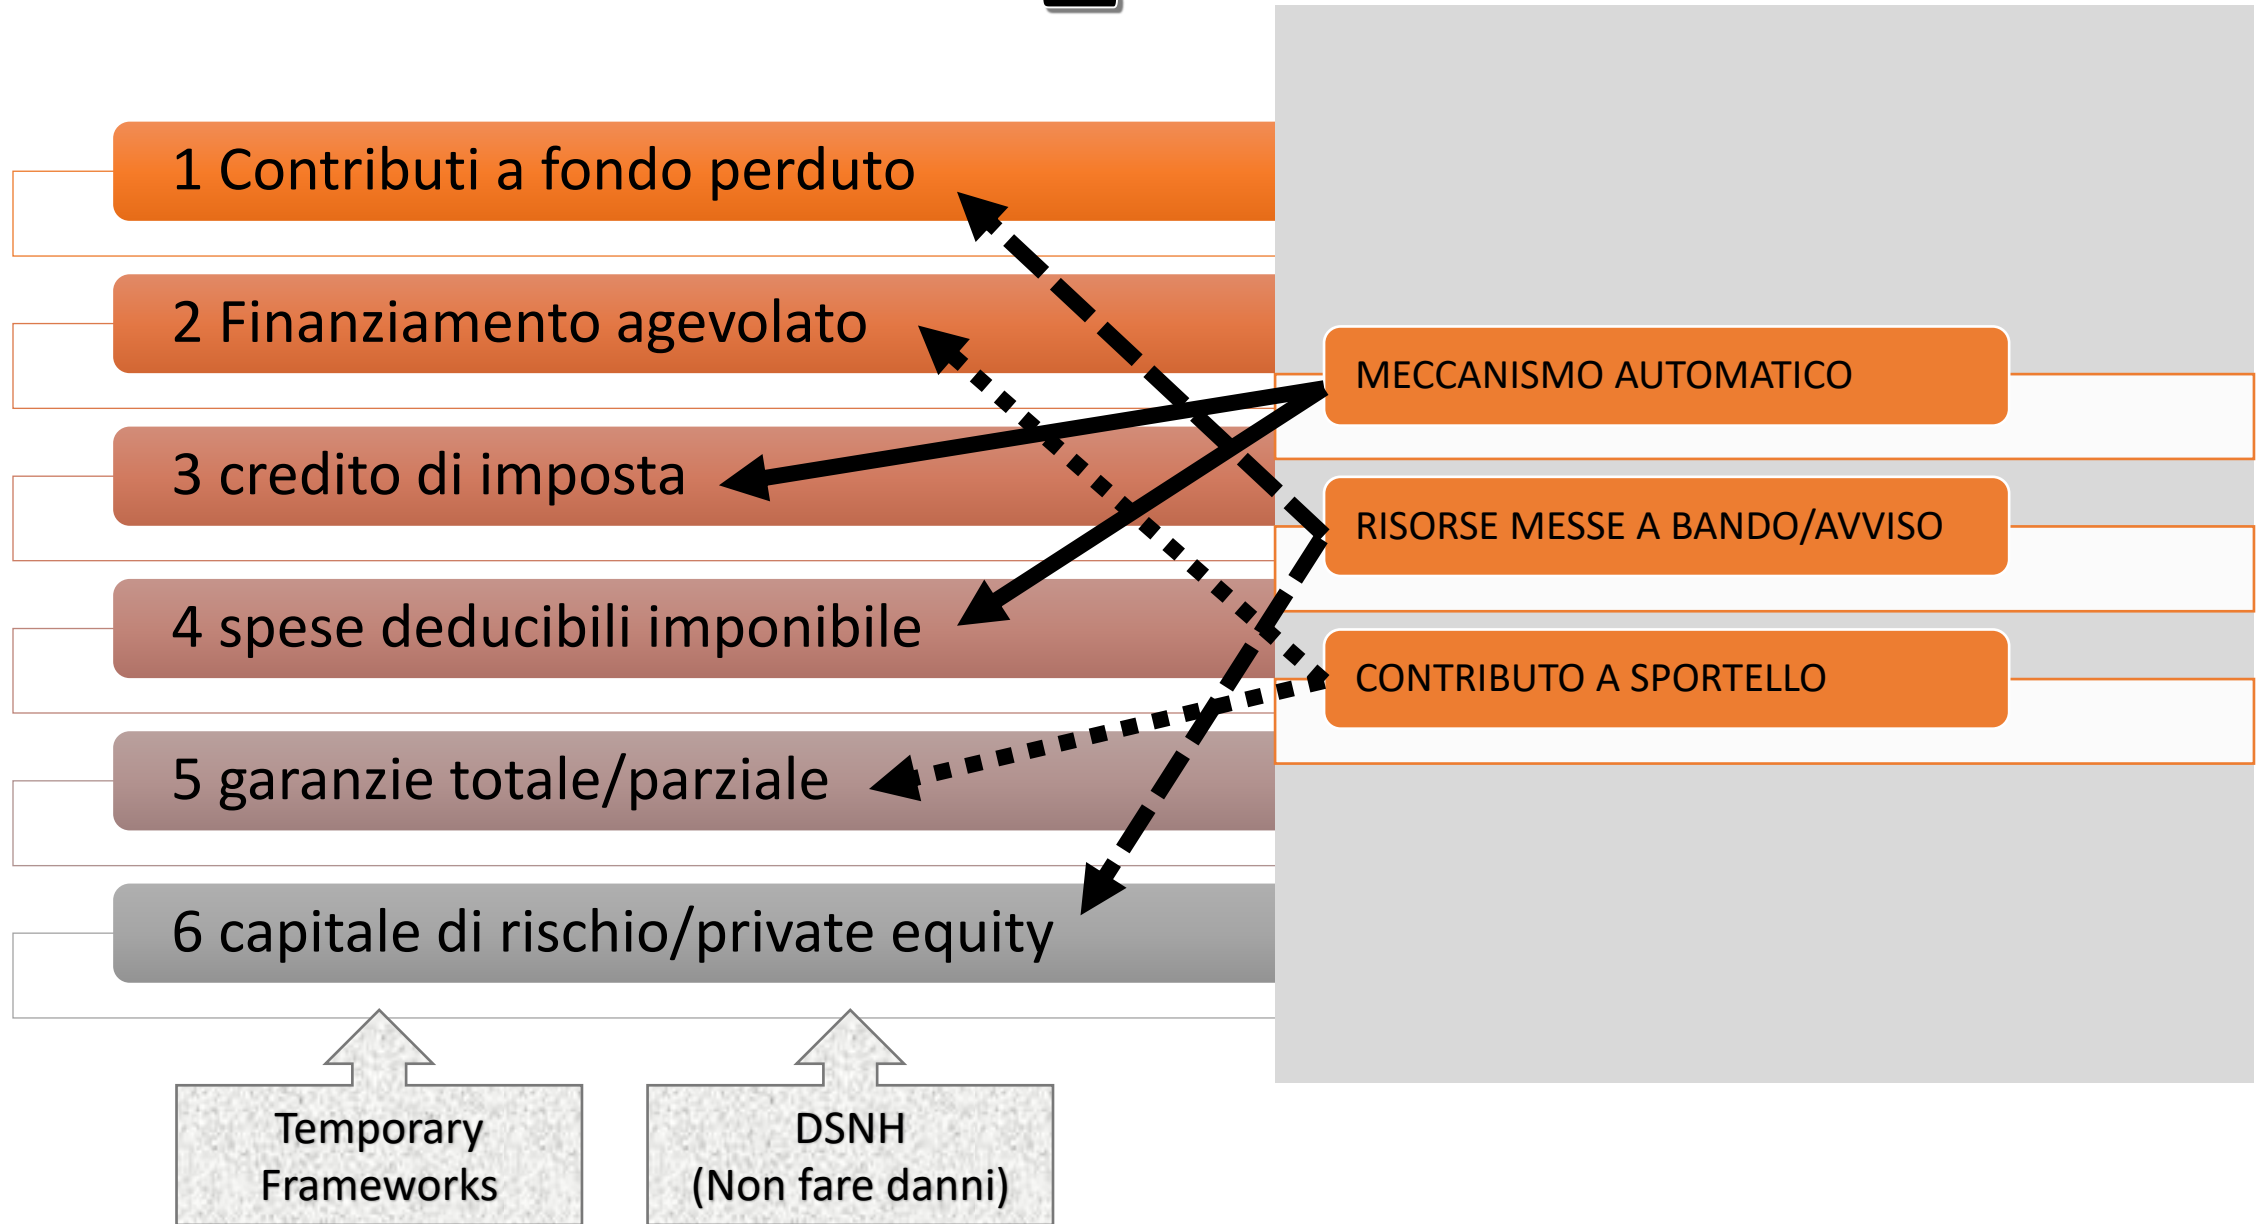 1 Contributi a fondo perduto
2 Finanziamento agevolato
3 credito di imposta
4 spese deducibili imponibile
5 garanzie totale/parziale
6 capitale di rischio/private equity
MECCANISMO AUTOMATICO
RISORSE MESSE A BANDO/AVVISO
CONTRIBUTO A SPORTELLO
Temporary
Frameworks
DSNH
(Non fare danni)